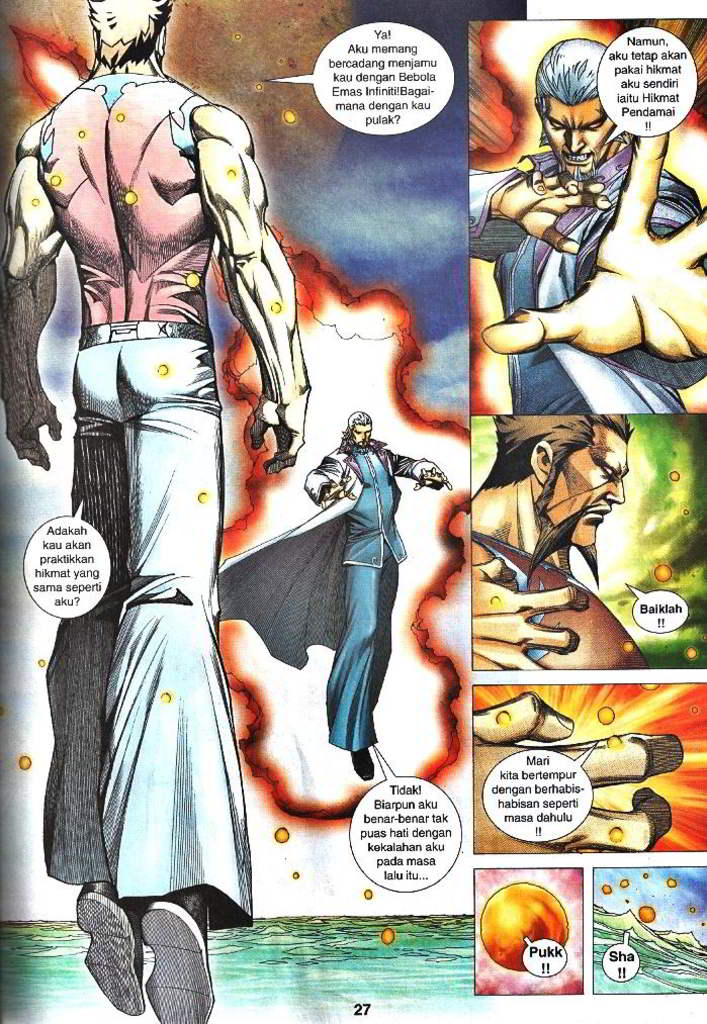 Ya!
Aku memang
bercadang menjamu
kau dengan Bebola
Emas Infiniti!Bagai-
mana dengan kau
pulak?
Adakah
kau akan
praktikkan
hikmat yang
sama seperti
aku?
Tidak!
Biarpun aku
benar-benar tak
puas hati dengan
kekalahan aku
pada masa
lalu itu...
Namun,
aku tetap akan
pakai hikmat
aku sendiri
iaitu Hikmat
Pendamai
!!
Baiklah
!!
Mari
kita bertempur
dengan berhabis-
habisan seperti
masa dahulu
!!
Pukk
!!
Sha
!!
27